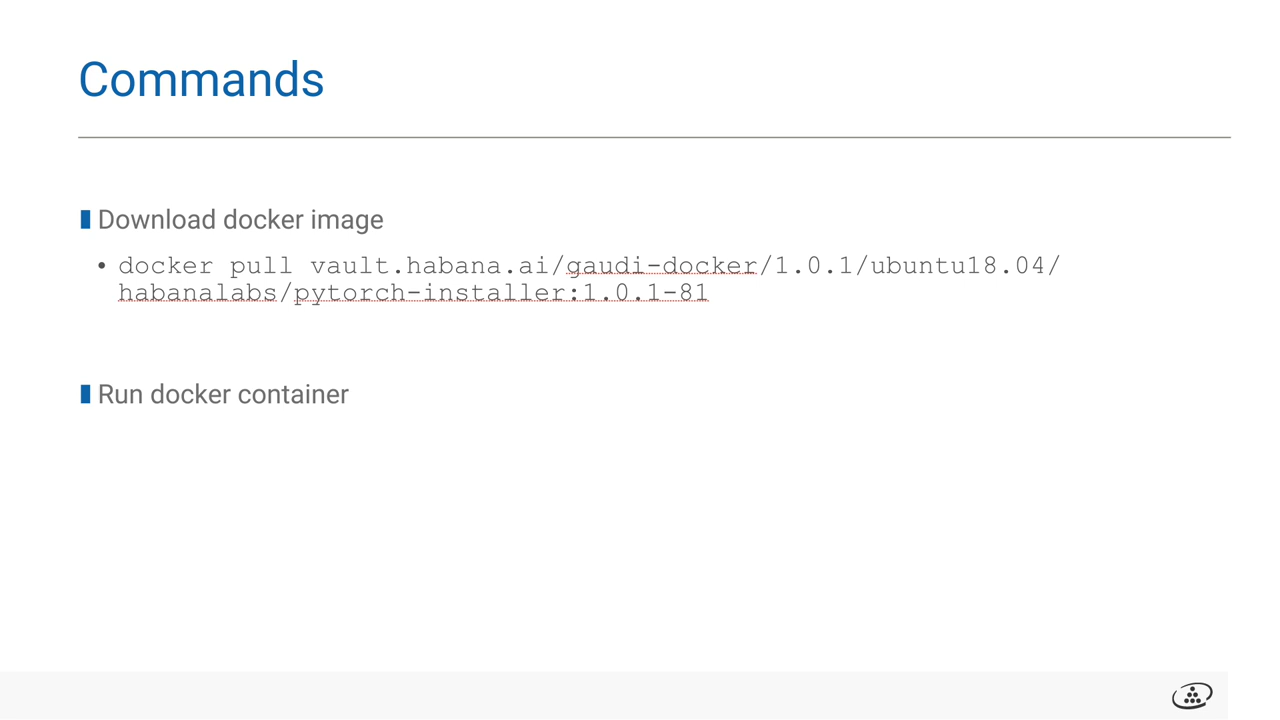 Commands
Download docker image
• docker pull vault.habana.ai/gaudi-docker/1.0.1/ubuntu18.04/
habanalabs/pytorch-installer:1.0.1-81
Run docker container